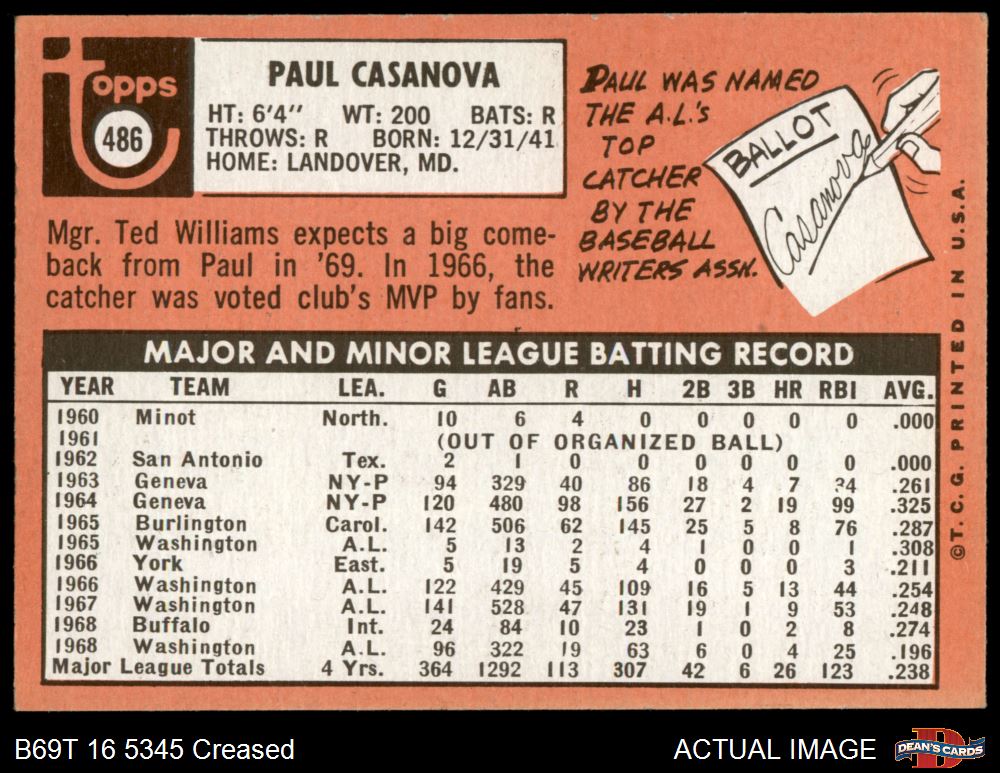 topps
486
PAUL CASANOVA
HT: 6'4" WT: 200 BATS: R
THROWS: R BORN: 12/31/41
HOME: LANDOVER, MD.
PAUL WAS NAMED
THE A.L.'s
TOP
CATCHER
BY THE
BASEBALL
WRITERS ASSN.
BALLOT
Casanova
Mgr. Ted Williams expects a big come-
back from Paul in '69. In 1966, the
catcher was voted club's MVP by fans.
MAJOR AND MINOR LEAGUE BATTING RECORD
YEAR TEAM LEA. G AB R H 2B 3B HR RBI AVG.
1960 Minot North. 10 6 4 0 0 0 0 0 .000
1961 (OUT OF ORGANIZED BALL)
1962 San Antonio Tex. 2 1 0 0 0 0 0 0 .000
1963 Geneva NY-P 94 329 40 86 18 4 7 34 .261
1964 Geneva NY-P 120 480 98 156 27 2 19 99 .325
1965 Burlington Carol. 142 506 62 145 25 5 8 76 .287
1965 Washington A.L. 5 13 2 4 1 0 0 1 .308
1966 York East. 5 19 5 4 0 0 0 3 .211
1966 Washington A.L. 122 429 45 109 16 5 13 44 .254
1967 Washington A.L. 141 528 47 131 19 1 9 53 .248
1968 Buffalo Int. 24 84 10 23 1 0 2 8 .274
1968 Washington A.L. 96 322 19 63 6 0 4 25 .196
Major League Totals 4 Yrs. 364 1292 113 307 42 6 26 123 .238
©T.C.G. PRINTED IN U.S.A.
B69T 16 5345 Creased
ACTUAL IMAGE
D
DEAN'S CARDS